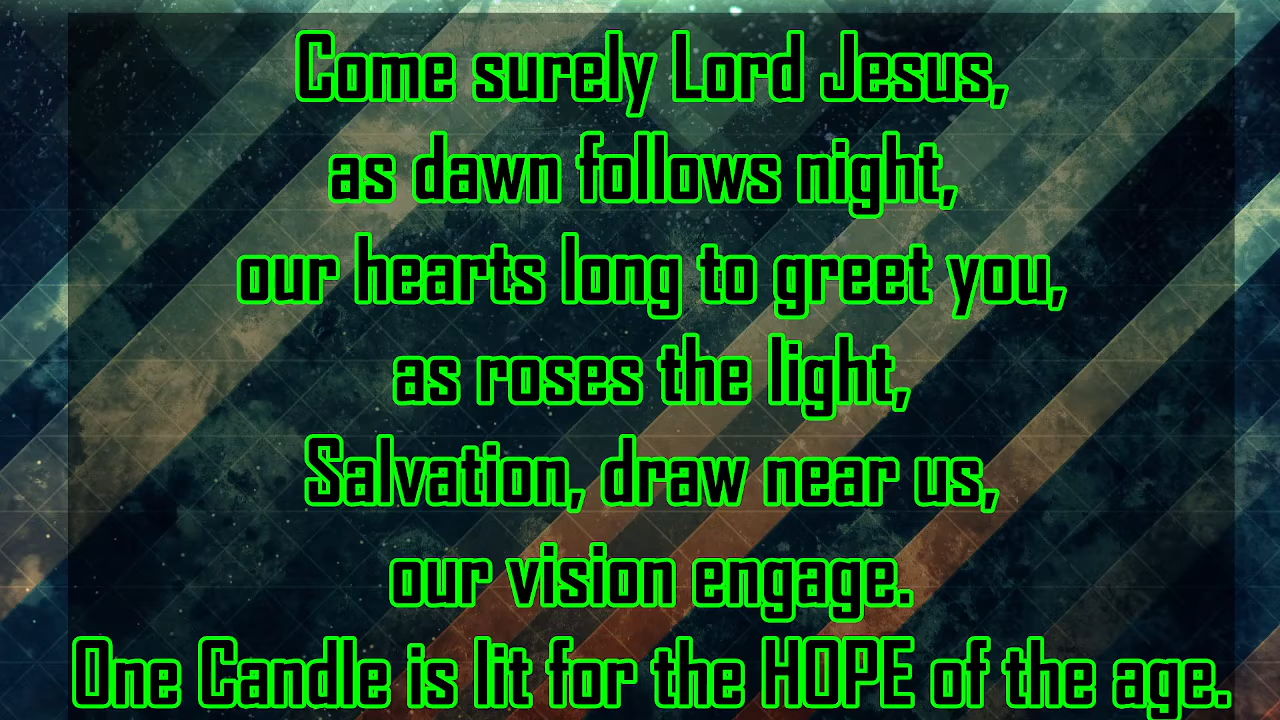 Come surely Lord Jesus,
as dawn follows night,
our hearts long to greet you,
as roses the light,
Salvation, draw near us,
our vision engage.
One Candle is lit for the HOPE of the age.